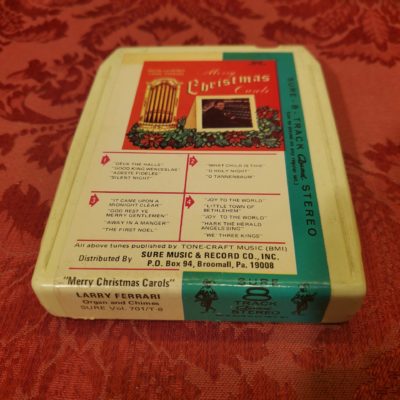 Merry
Christmas
Carols
SURE-8-TRACK STEREO
1
"DECK THE HALLS"
"GOOD KING WENCESLAS"
"ADESTE FIDELES"
"SILENT NIGHT"
2
"WHAT CHILD IS THIS"
"O HOLY NIGHT"
"O TANNENBAUM"
3
"IT CAME UPON A
MIDNIGHT CLEAR"
"GOD REST YE
MERRY GENTLEMEN"
"AWAY IN A MANGER"
"THE FIRST NOEL"
4
"JOY TO THE WORLD"
"LITTLE TOWN OF
BETHLEHEM"
"JOY TO THE WORLD"
"HARK THE HERALD
ANGELS SING"
"WE THREE KINGS"
All above tunes published by TONE-CRAFT MUSIC (BMI)
Distributed By SURE MUSIC & RECORD CO., INC.
P.O. Box 94, Broomall, Pa. 19008
"Merry Christmas Carols"
LARRY FERRARI
Organ and Chimes
SURE Vol. 701/T-8
SURE
8
TRACK
STEREO